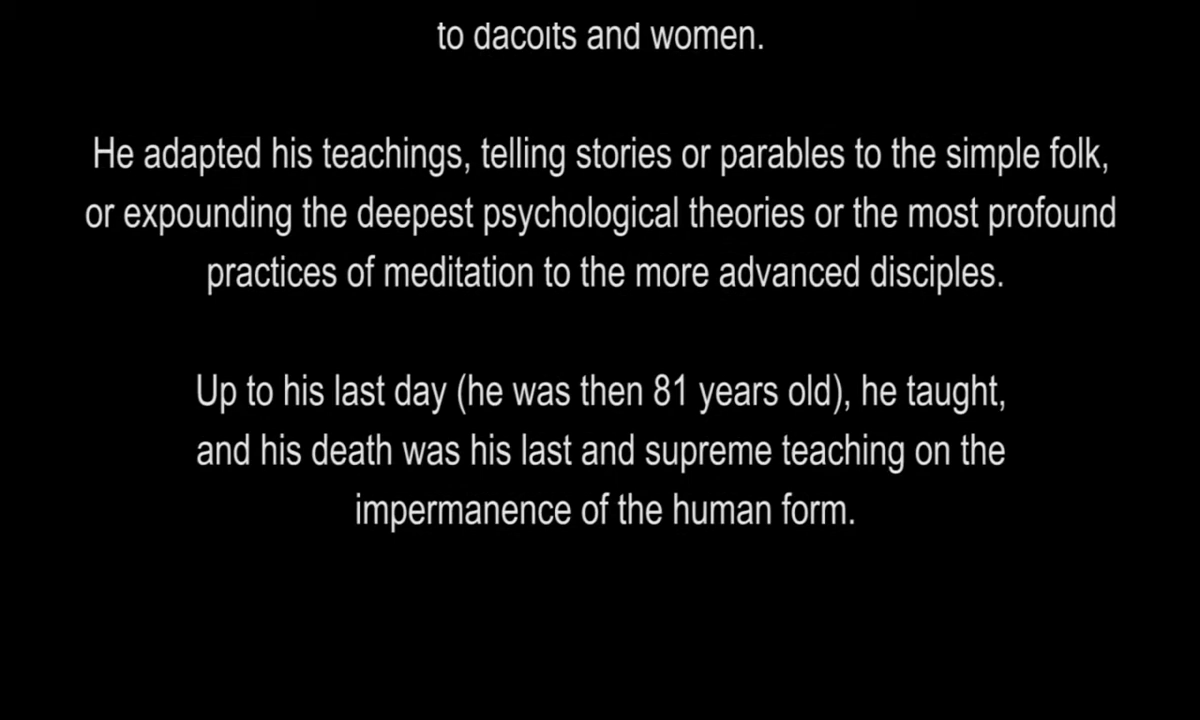 to dacoits and women.
He adapted his teachings, telling stories or parables to the simple folk,
or expounding the deepest psychological theories or the most profound
practices of meditation to the more advanced disciples.
Up to his last day (he was then 81 years old), he taught,
and his death was his last and supreme teaching on the
impermanence of the human form.